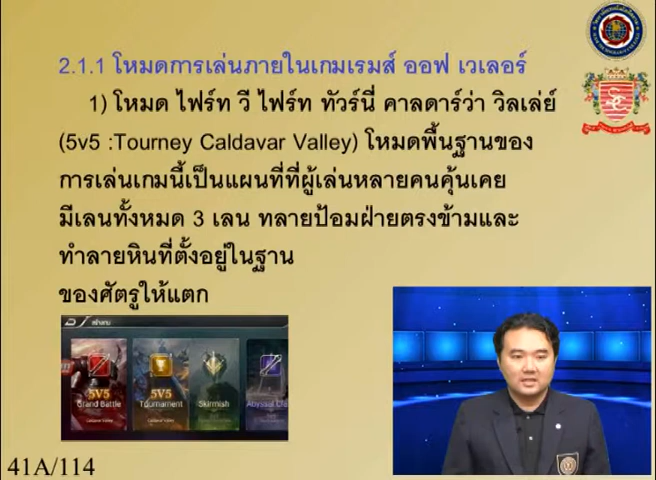 2.1.1 โหมดการเล่นภายในเกมเรมส์ ออฟ เวเลอร์
1) โหมด ไฟร์ท วี ไฟร์ท ทัวร์นี่ คาลดาร์ว่า วิลเล่ย์
(5v5 :Tourney Caldavar Valley) โหมดพื้นฐานของ
การเล่นเกมนี้เป็นแผนที่ที่ผู้เล่นหลายคนคุ้นเคย
มีเลนทั้งหมด 3 เลน ทลายป้อมฝ่ายตรงข้ามและ
ทำลายหินที่ตั้งอยู่ในฐาน
ของศัตรูให้แตก
5V5
Grand Battle
5V5
Tournament
Skirmish
Abyssal Cla
41A/114